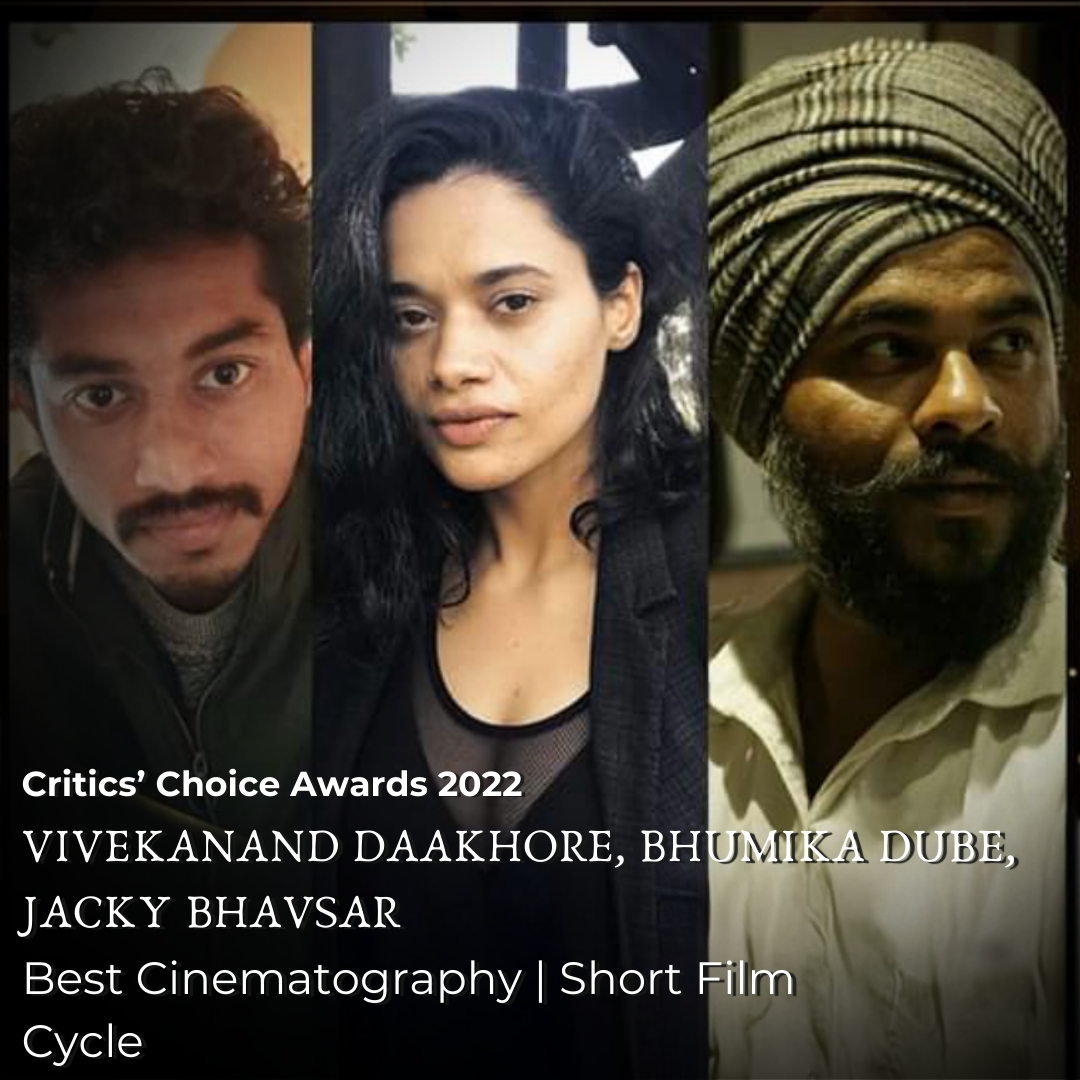 Critics’ Choice Awards 2022
VIVEKANAND DAAKHORE, BHUMIKA DUBE,
JACKY BHAVSAR
Best Cinematography | Short Film
Cycle